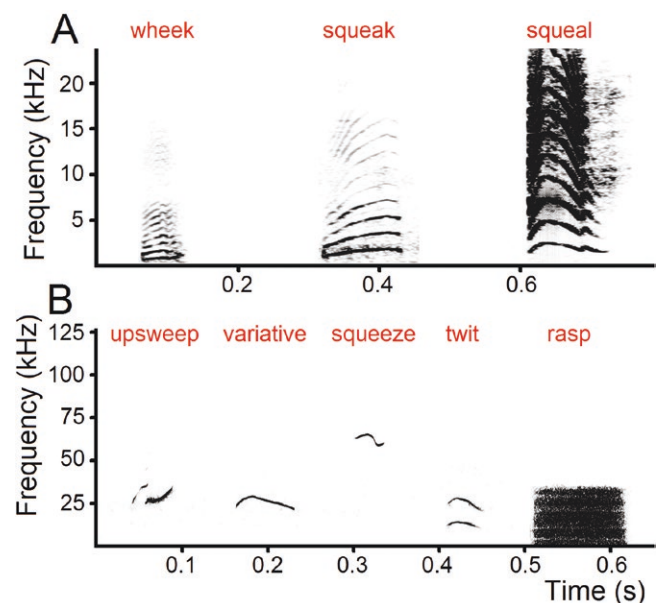 A
wheek squeak squeal
Frequency (kHz)
20
15
10
5
0.2 0.4 0.6
B
upsweep variative squeeze twit rasp
Frequency (kHz)
125
100
75
50
25
0.1 0.2 0.3 0.4 0.5 0.6
Time (s)